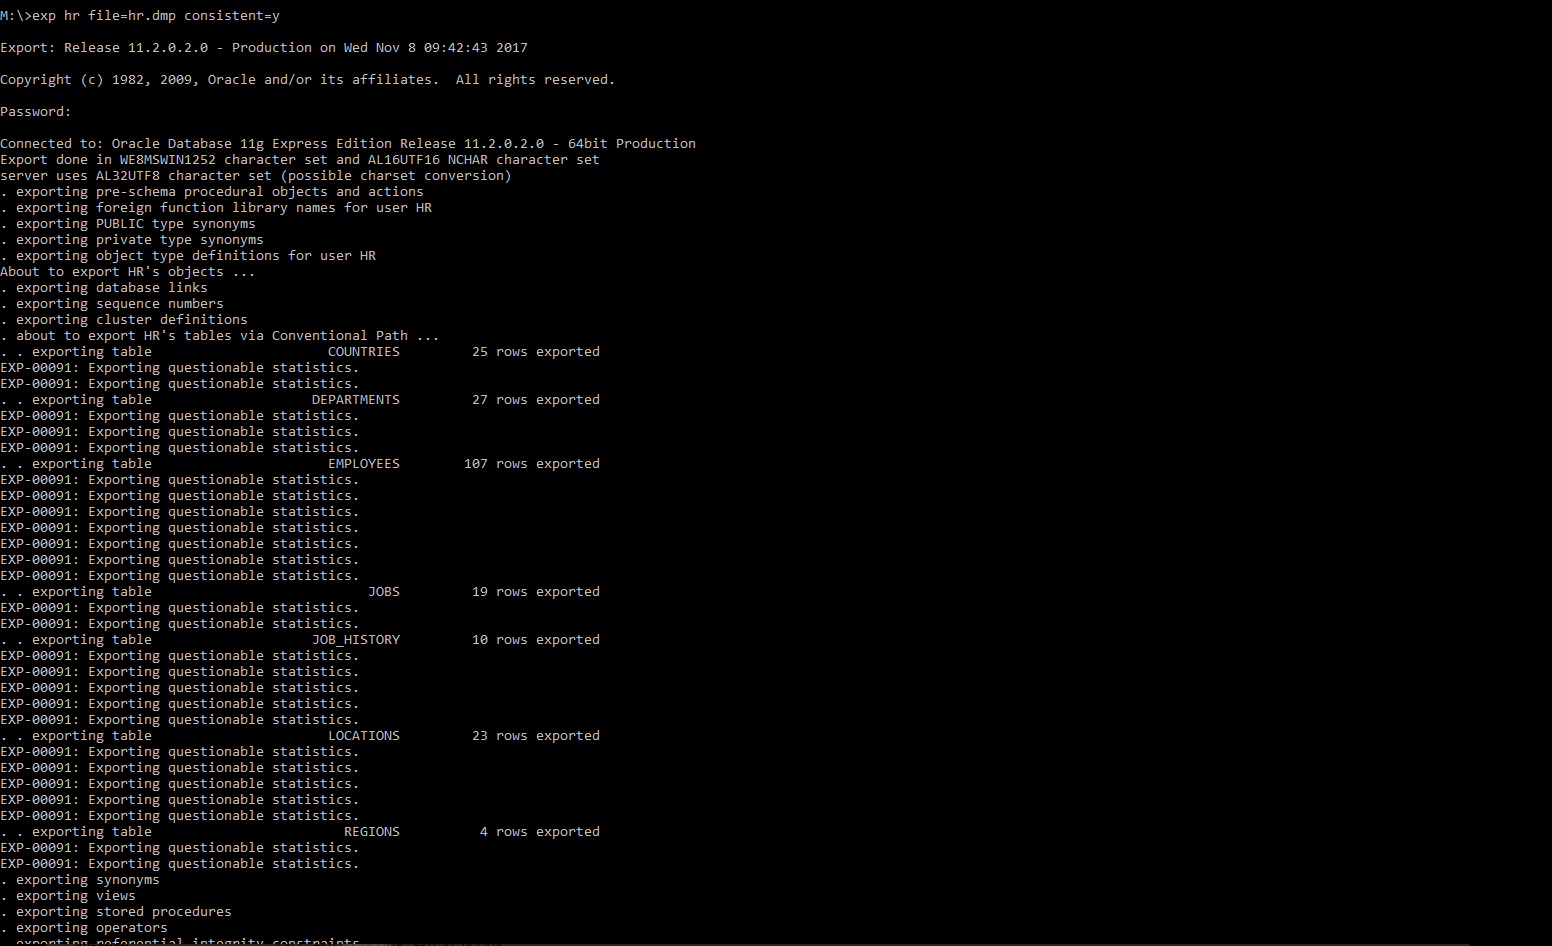 M:\>exp hr file=hr.dmp consistent=y
Export: Release 11.2.0.2.0 - Production on Wed Nov 8 09:42:43 2017
Copyright (c) 1982, 2009, Oracle and/or its affiliates.  All rights reserved.
Password:
Connected to: Oracle Database 11g Express Edition Release 11.2.0.2.0 - 64bit Production
Export done in WE8MSWIN1252 character set and AL16UTF16 NCHAR character set
server uses AL32UTF8 character set (possible charset conversion)
. exporting pre-schema procedural objects and actions
. exporting foreign function library names for user HR
. exporting PUBLIC type synonyms
. exporting private type synonyms
. exporting object type definitions for user HR
About to export HR's objects ...
. exporting database links
. exporting sequence numbers
. exporting cluster definitions
. about to export HR's tables via Conventional Path ...
. . exporting table                      COUNTRIES         25 rows exported
EXP-00091: Exporting questionable statistics.
EXP-00091: Exporting questionable statistics.
. . exporting table                    DEPARTMENTS         27 rows exported
EXP-00091: Exporting questionable statistics.
EXP-00091: Exporting questionable statistics.
EXP-00091: Exporting questionable statistics.
. . exporting table                      EMPLOYEES        107 rows exported
EXP-00091: Exporting questionable statistics.
EXP-00091: Exporting questionable statistics.
EXP-00091: Exporting questionable statistics.
EXP-00091: Exporting questionable statistics.
EXP-00091: Exporting questionable statistics.
EXP-00091: Exporting questionable statistics.
EXP-00091: Exporting questionable statistics.
. . exporting table                           JOBS         19 rows exported
EXP-00091: Exporting questionable statistics.
EXP-00091: Exporting questionable statistics.
. . exporting table                    JOB_HISTORY         10 rows exported
EXP-00091: Exporting questionable statistics.
EXP-00091: Exporting questionable statistics.
EXP-00091: Exporting questionable statistics.
EXP-00091: Exporting questionable statistics.
EXP-00091: Exporting questionable statistics.
. . exporting table                      LOCATIONS         23 rows exported
EXP-00091: Exporting questionable statistics.
EXP-00091: Exporting questionable statistics.
EXP-00091: Exporting questionable statistics.
EXP-00091: Exporting questionable statistics.
EXP-00091: Exporting questionable statistics.
. . exporting table                        REGIONS          4 rows exported
EXP-00091: Exporting questionable statistics.
EXP-00091: Exporting questionable statistics.
. exporting synonyms
. exporting views
. exporting stored procedures
. exporting operators
exporting referential integrity constraints